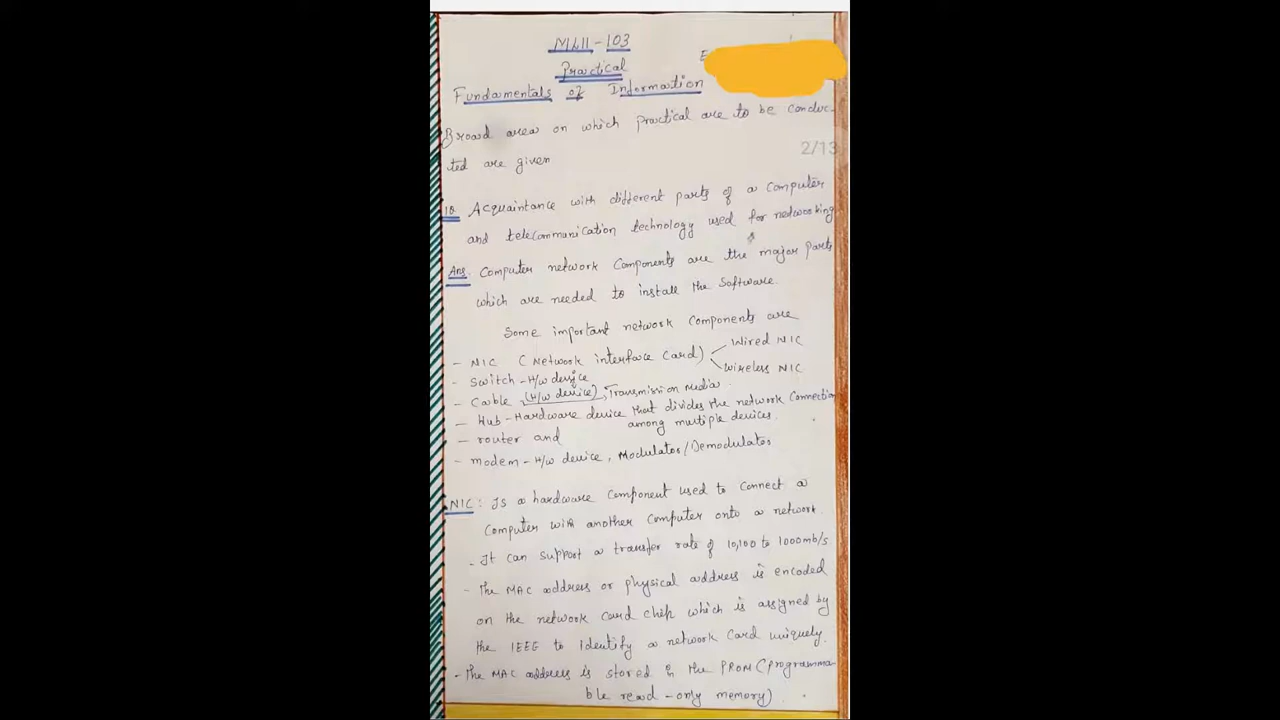 MLII-103
Practical
Fundamentals of Information
Broad area on which practical are to be conduc-
ted are given
2/13
1Q. Acquaintance with different parts of a computer
and telecommunication technology used for networking
Ans. Computer network Components are the major parts
which are needed to install the Software.
Some important network Components are
- NIC (Network interface Card) Wired NIC
Wireless NIC
- Switch - H/w device
- Cable (H/w device), Transmission Media.
- Hub - Hardware device that divides the network Connection
among multiple devices.
- router and
- modem - H/w device, Modulator/Demodulator
NIC: Is a hardware Component used to Connect a
Computer with another Computer onto a network.
- It can support a transfer rate of 10,100 to 1000mb/s
- The MAC address or physical address is encoded
on the network card chip which is assigned by
the IEEE to Identify a network Card uniquely.
- The MAC address is stored in the PROM (Programma-
ble read-only memory).